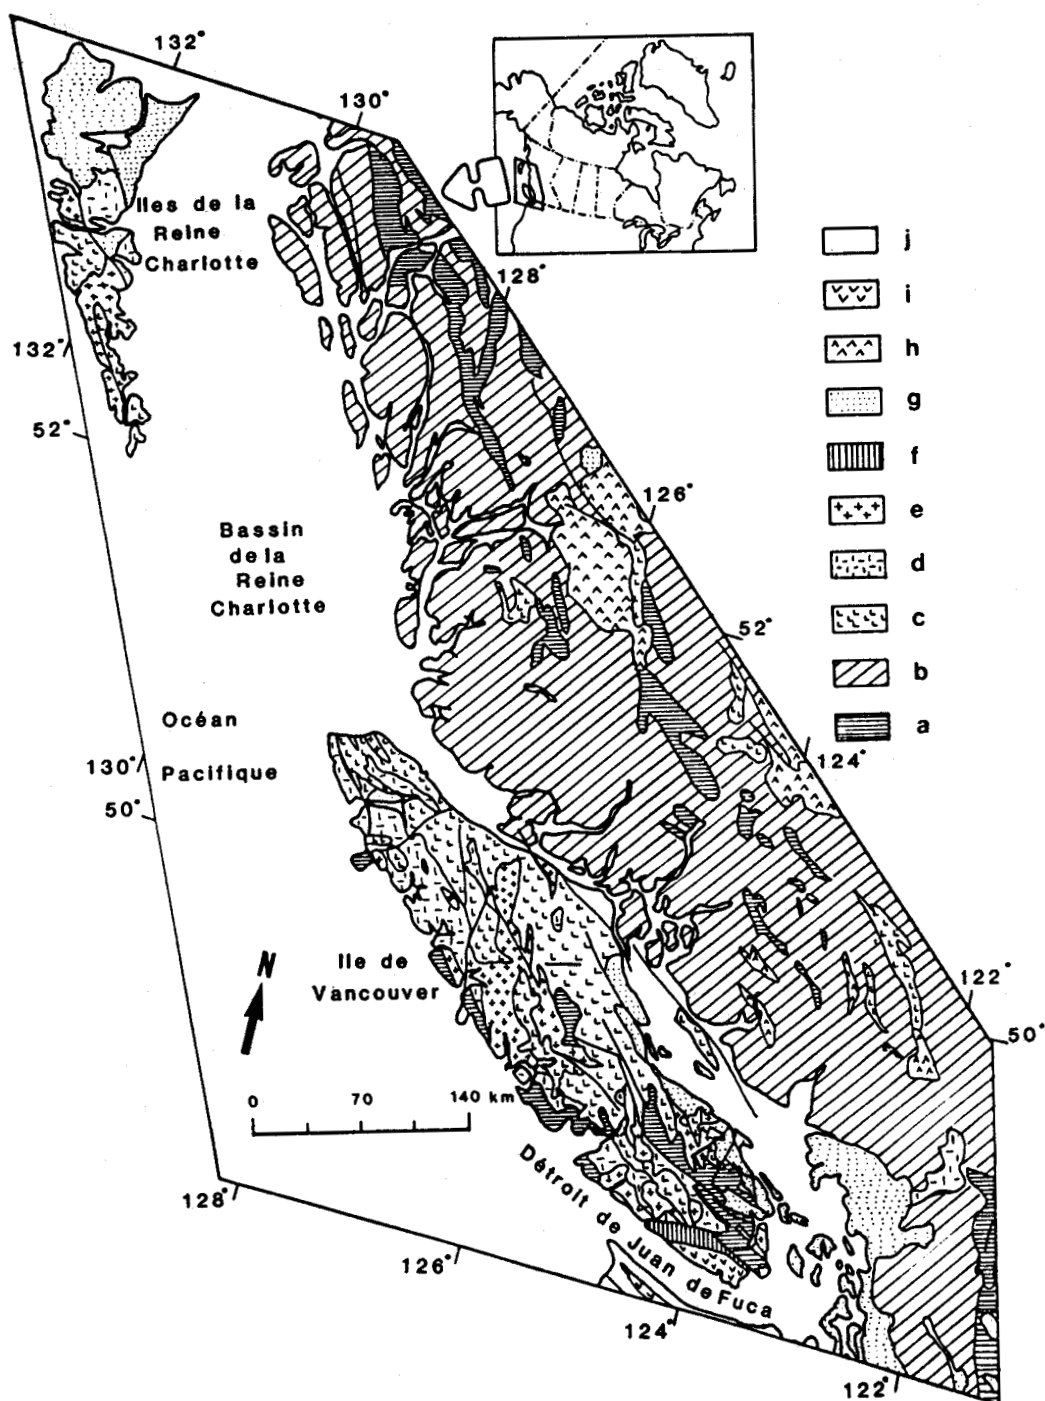 132°
130°
Iles de la
Reine
Charlotte
128°
j
i
h
g
f
e
d
c
b
a
132°
52°
126°
Bassin
de la
Reine
Charlotte
52°
Océan
Pacifique
130°
50°
124°
N
Ile de
Vancouver
122°
50°
0 70 140 km
Détroit de Juan de Fuca
128°
126°
124°
122°